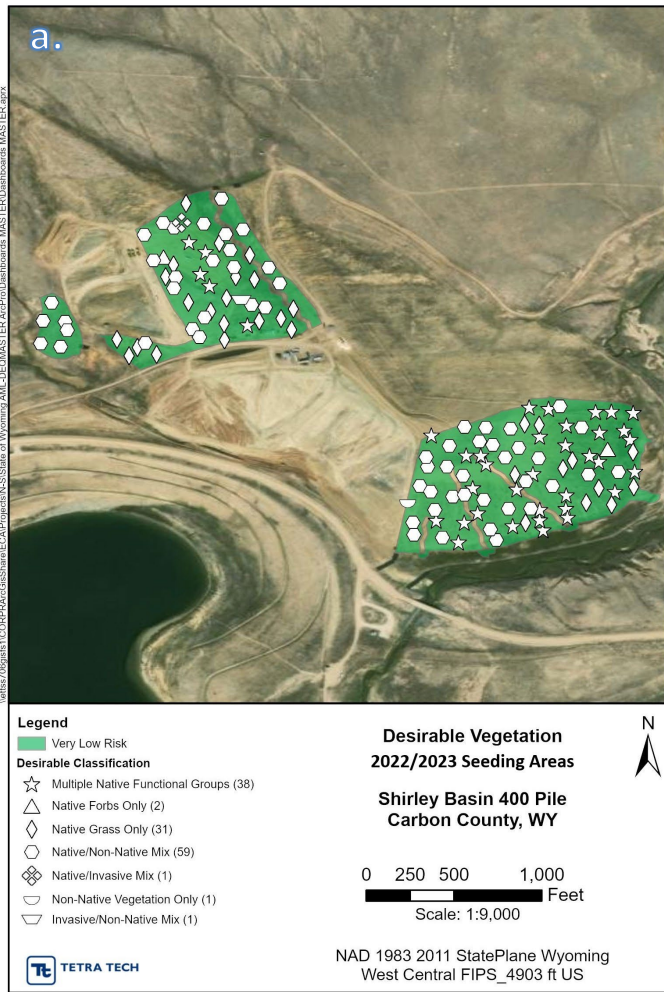 a.
Legend
Very Low Risk
Desirable Classification
Multiple Native Functional Groups (38)
Native Forbs Only (2)
Native Grass Only (31)
Native/Non-Native Mix (59)
Native/Invasive Mix (1)
Non-Native Vegetation Only (1)
Invasive/Non-Native Mix (1)
Tt TETRA TECH
Desirable Vegetation
2022/2023 Seeding Areas
Shirley Basin 400 Pile
Carbon County, WY
N
0 250 500 1,000
Feet
Scale: 1:9,000
NAD 1983 2011 StatePlane Wyoming
West Central FIPS_4903 ft US